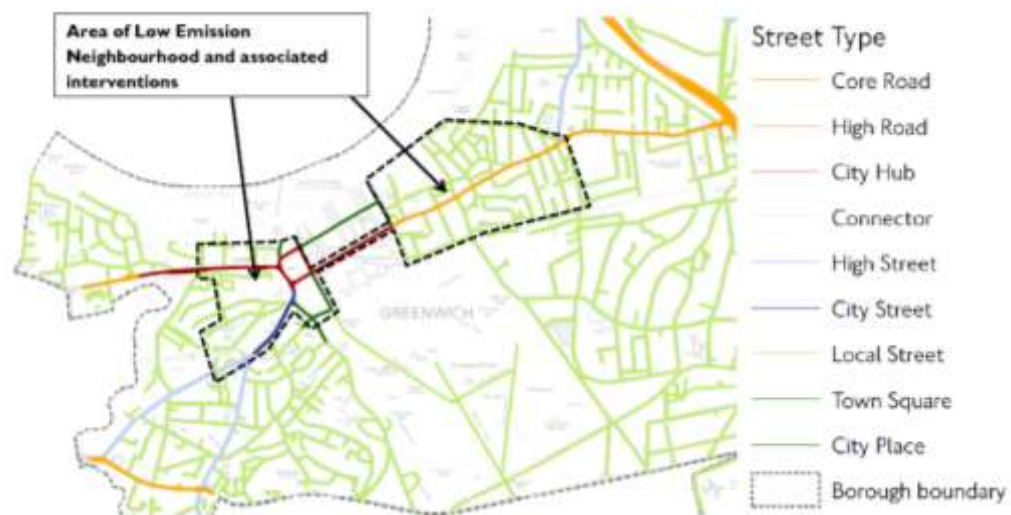 Area of Low Emission
Neighbourhood and associated
interventions
Street Type
Core Road
High Road
City Hub
Connector
High Street
City Street
Local Street
Town Square
City Place
Borough boundary
GREENWICH